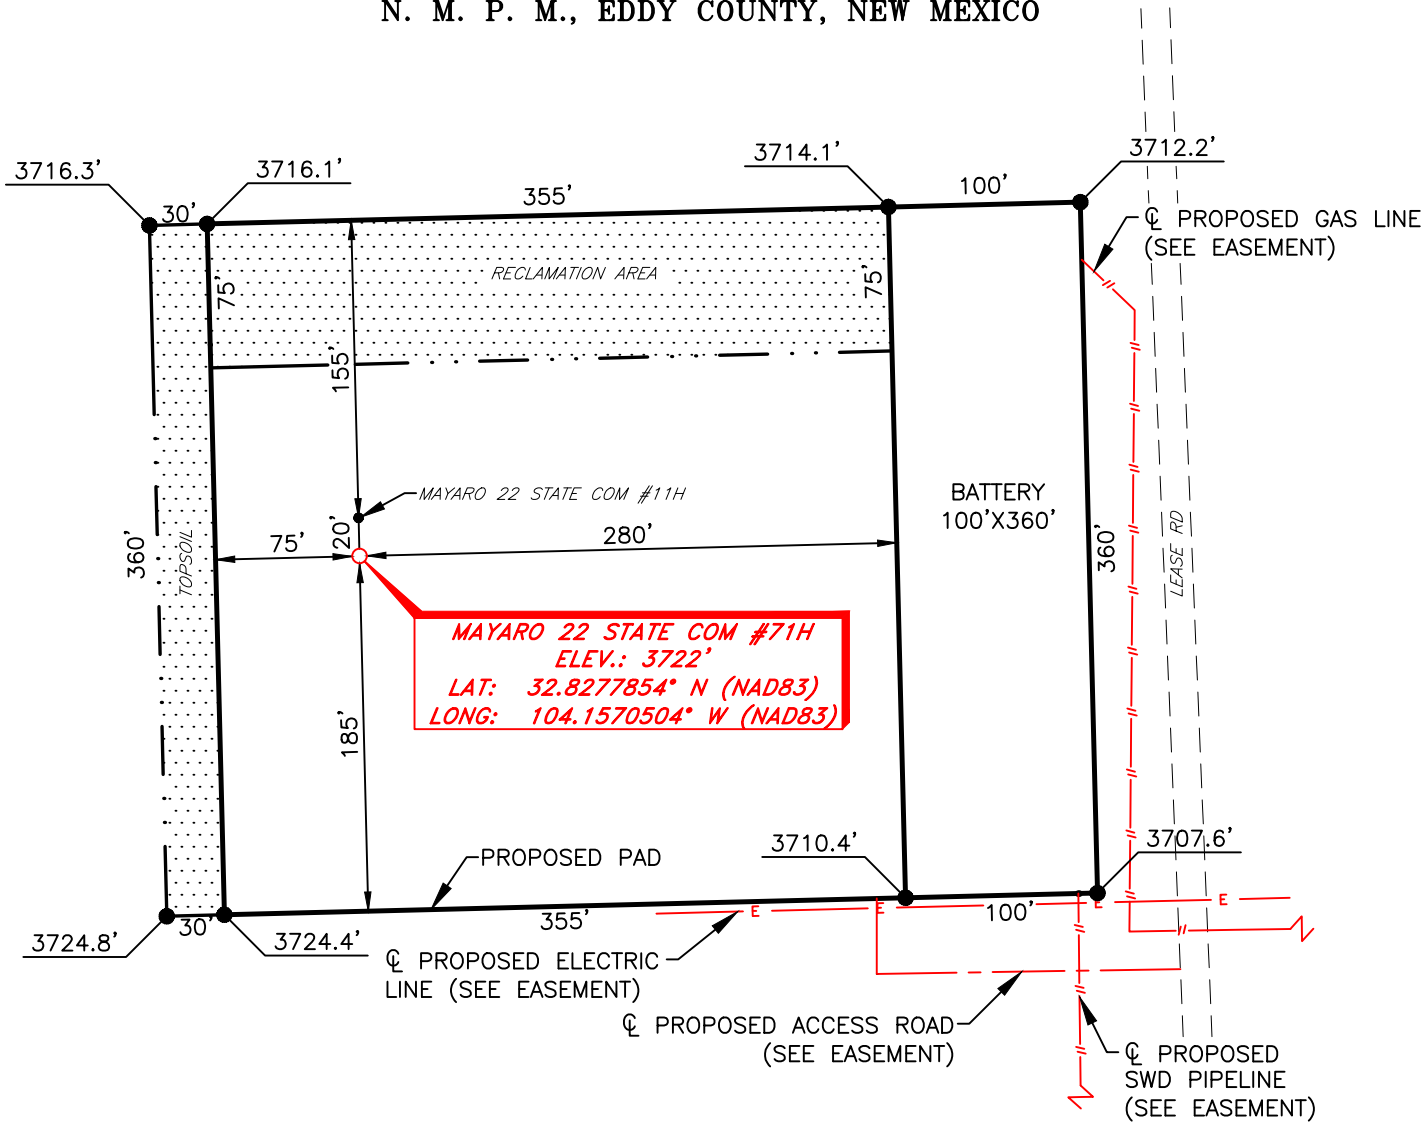 N. M. P. M., EDDY COUNTY, NEW MEXICO
3716.3'
3716.1'
3714.1'
3712.2'
30'
355'
100'
℄ PROPOSED GAS LINE
(SEE EASEMENT)
75'
RECLAMATION AREA
75'
155'
MAYARO 22 STATE COM #11H
BATTERY
100'X360'
360'
TOPSOIL
75'
20'
280'
360'
LEASE RD
MAYARO 22 STATE COM #71H
ELEV.: 3722'
LAT: 32.8277854° N (NAD83)
LONG: 104.1570504° W (NAD83)
185'
PROPOSED PAD
3710.4'
3707.6'
30'
355'
E
E
100'
E
E
3724.8'
3724.4'
℄ PROPOSED ELECTRIC
LINE (SEE EASEMENT)
℄ PROPOSED ACCESS ROAD
(SEE EASEMENT)
℄ PROPOSED
SWD PIPELINE
(SEE EASEMENT)